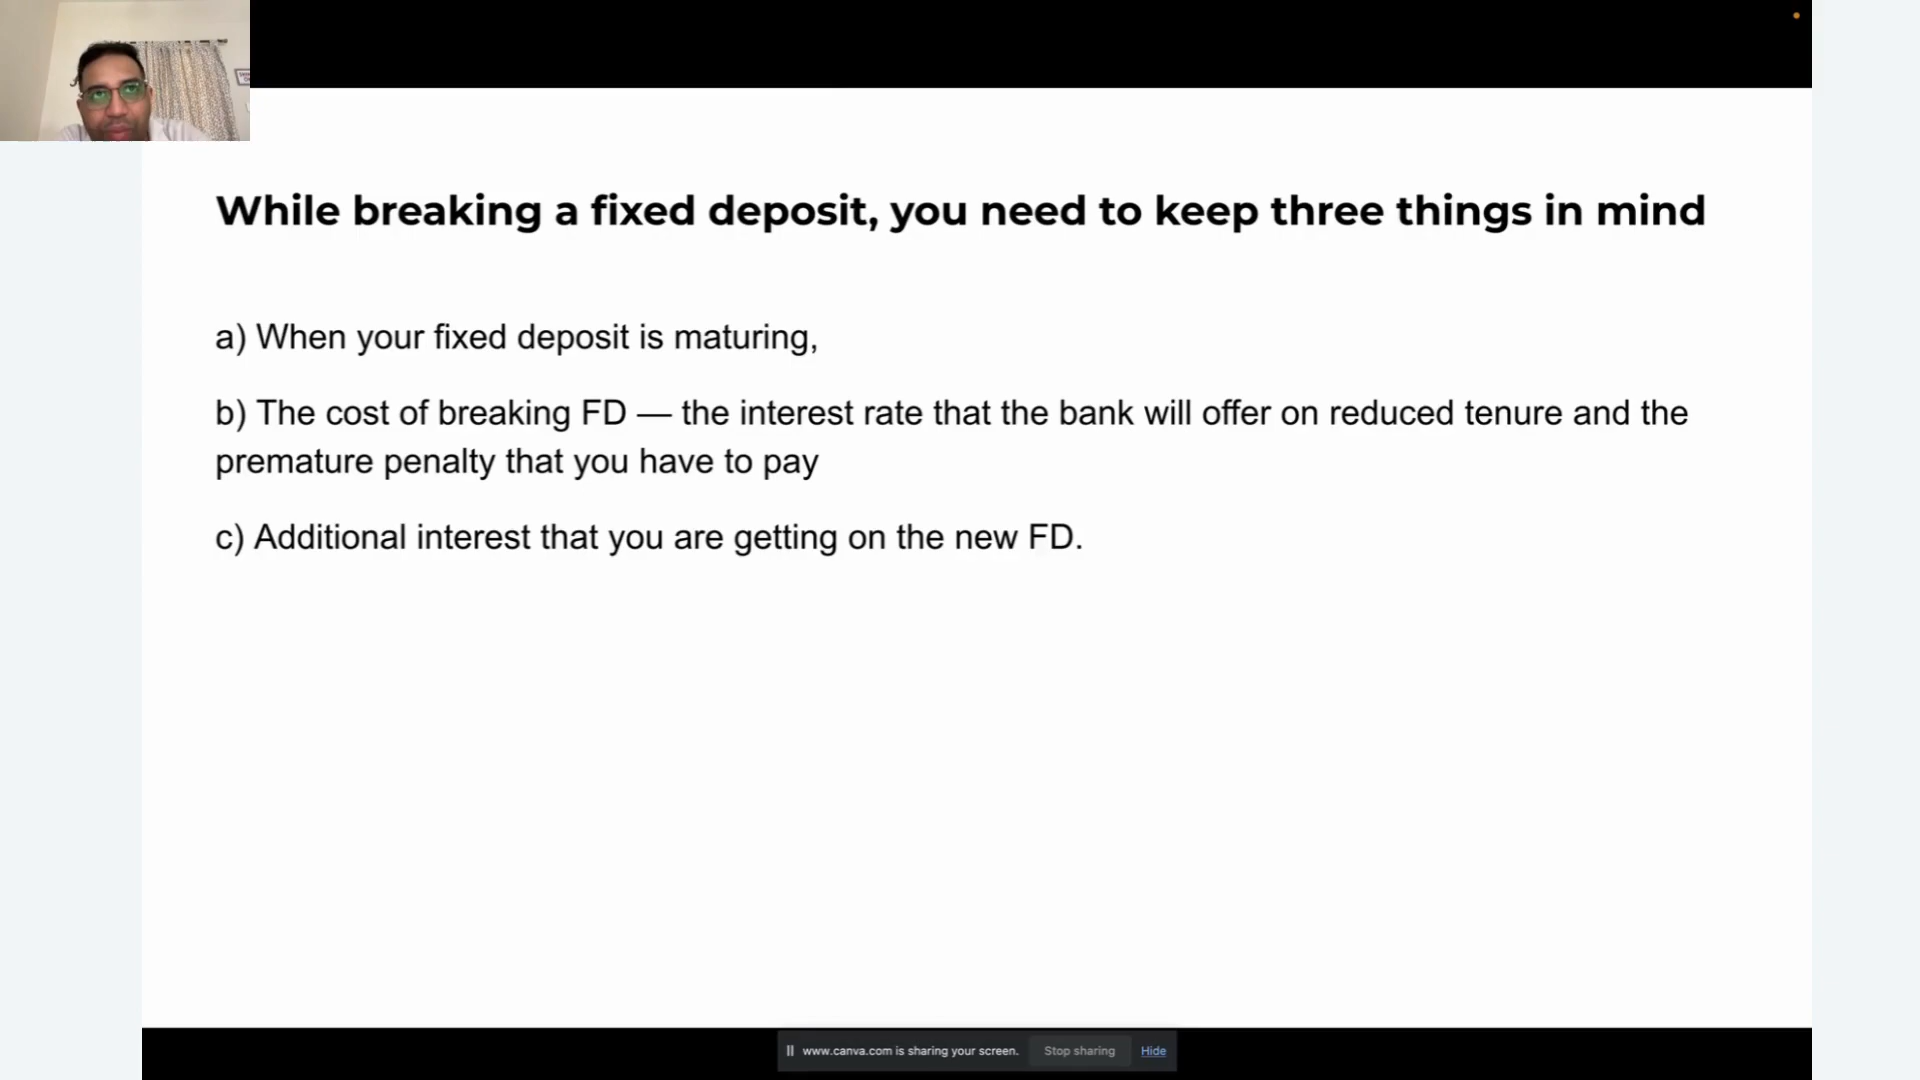 While breaking a fixed deposit, you need to keep three things in mind
a) When your fixed deposit is maturing,
b) The cost of breaking FD — the interest rate that the bank will offer on reduced tenure and the
premature penalty that you have to pay
c) Additional interest that you are getting on the new FD.
www.canva.com is sharing your screen. Stop sharing Hide